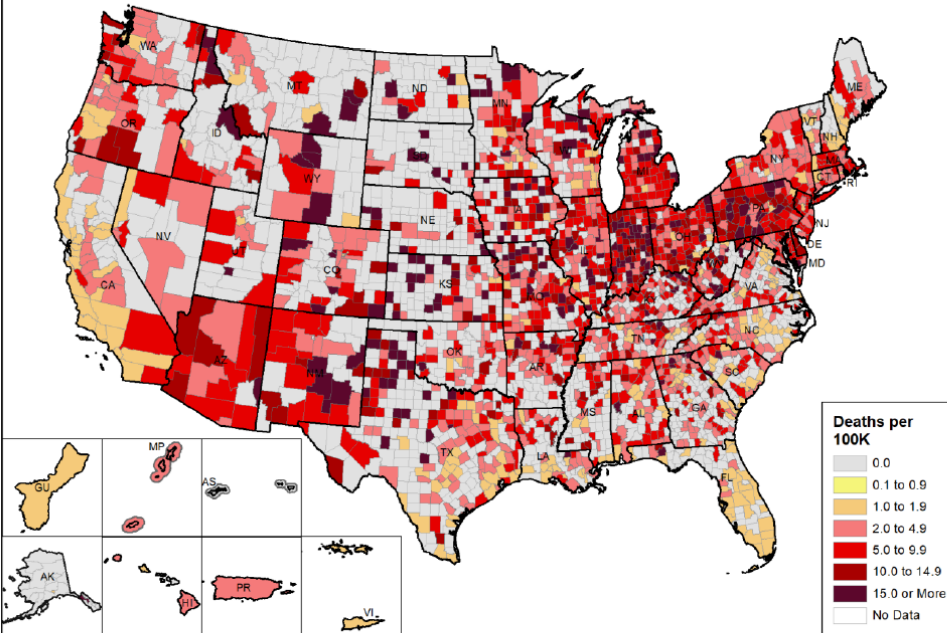 WA
MT
ND
MN
ME
OR
ID
WY
VT
NH
NY
MA
CT
RI
MI
PA
NJ
NE
NV
CO
KS
IL
OH
DE
MD
VA
CA
MO
TN
NC
AZ
NM
OK
AR
SC
MS
AL
GA
TX
LA
FL
GU
MP
AS
AK
HI
PR
VI
Deaths per
100K
0.0
0.1 to 0.9
1.0 to 1.9
2.0 to 4.9
5.0 to 9.9
10.0 to 14.9
15.0 or More
No Data